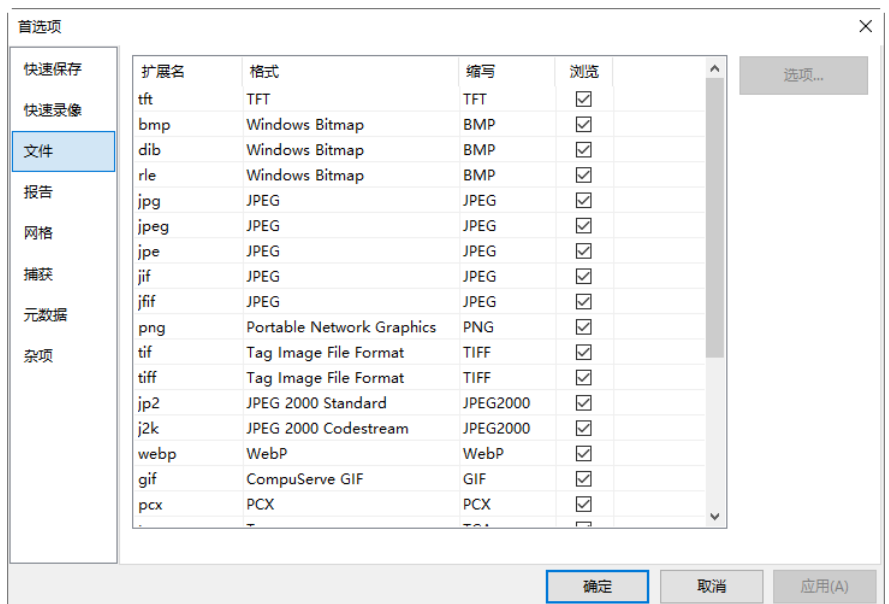 首选项
快速保存
快速录像
文件
报告
网格
捕获
元数据
杂项
扩展名 格式 缩写 浏览
tft TFT TFT
bmp Windows Bitmap BMP
dib Windows Bitmap BMP
rle Windows Bitmap BMP
jpg JPEG JPEG
jpeg JPEG JPEG
jpe JPEG JPEG
jif JPEG JPEG
jfif JPEG JPEG
png Portable Network Graphics PNG
tif Tag Image File Format TIFF
tiff Tag Image File Format TIFF
jp2 JPEG 2000 Standard JPEG2000
j2k JPEG 2000 Codestream JPEG2000
webp WebP WebP
gif CompuServe GIF GIF
pcx PCX PCX
选项...
确定 取消 应用(A)